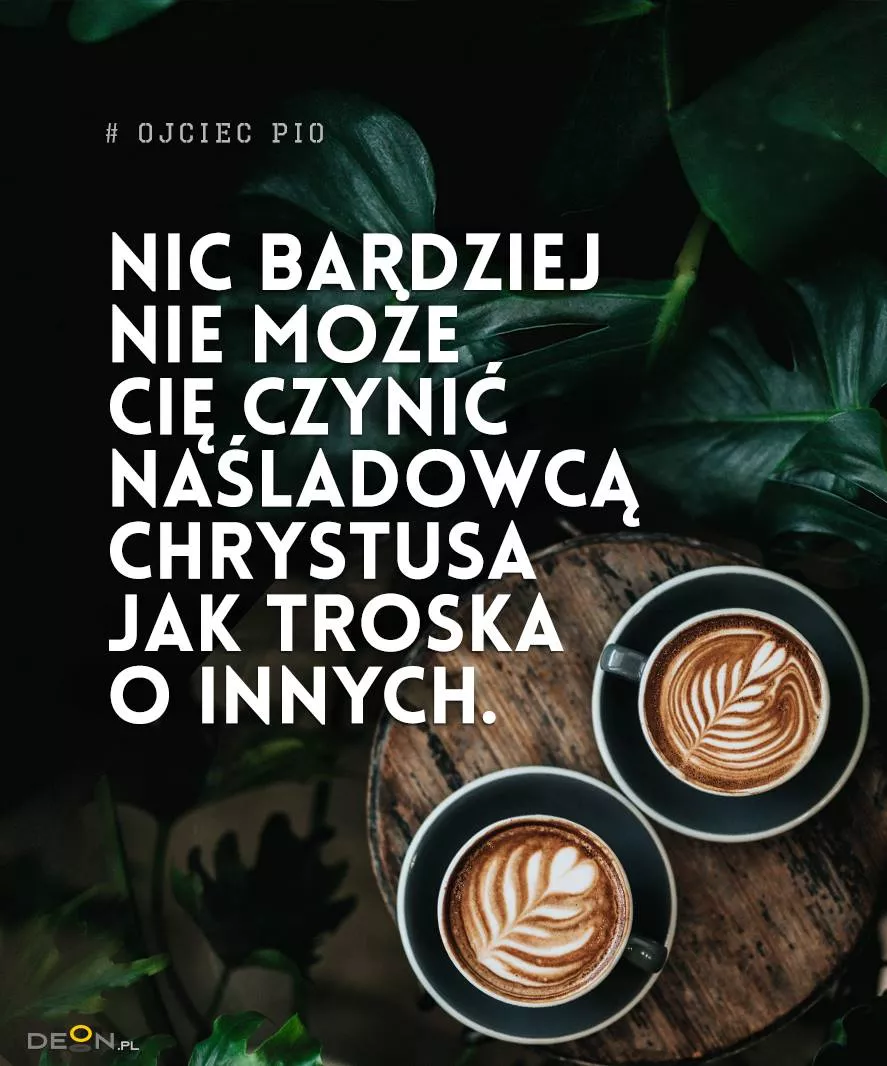 # OJCIEC PIO
NIC BARDZIEJ
NIE MOŻE
CIĘ CZYNIĆ
NAŚLADOWCĄ
CHRYSTUSA
JAK TROSKA
O INNYCH.
DEON.PL